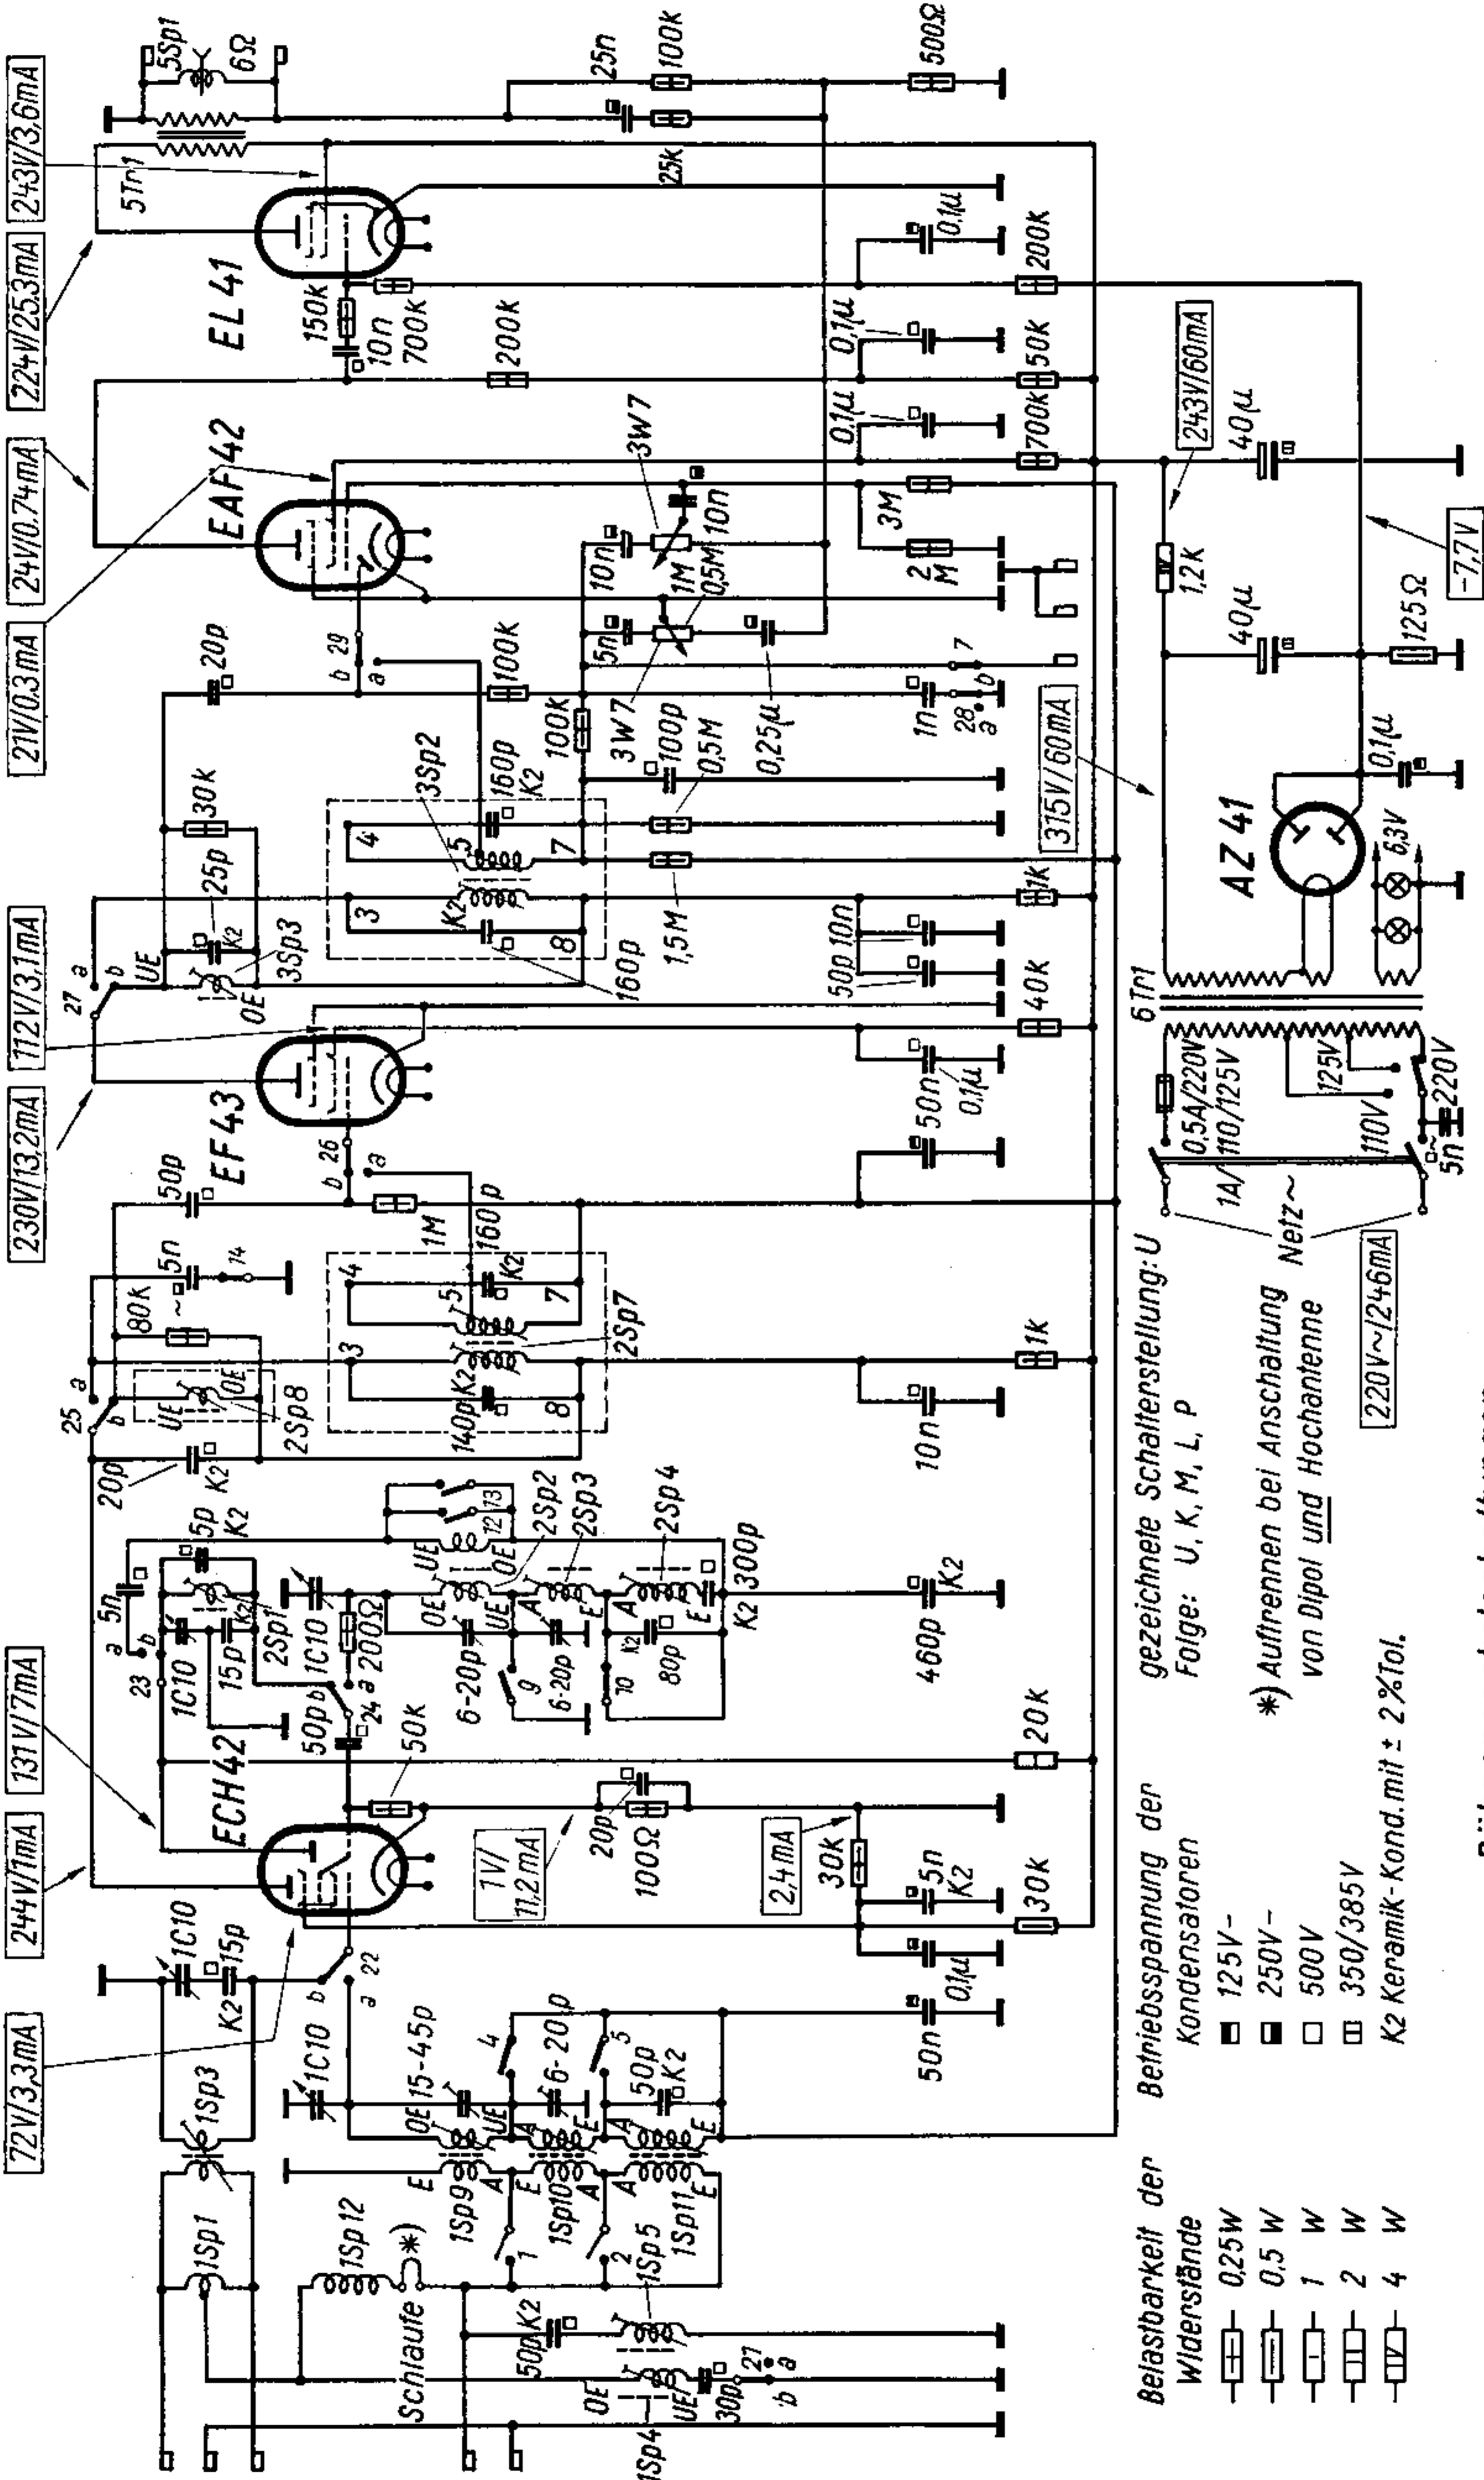 72V/3,3mA
244V/1mA
131V/7mA
230V/13,2mA
112V/3,1mA
21V/0.3mA
24V/0.74mA
224V/25.3mA
243V/3,6mA
1Sp1
1Sp3
1C10
K2
15p
b
22
a
1Sp12
Schlaufe
*)
1C10
OE
15-45p
UE
4
6-20p
5
50p
K2
E
A
E
A
A
E
A
E
A
E
1Sp9
1Sp10
1Sp11
1
2
1Sp5
50p
K2
OE
UE
30p
27
a
b
1Sp4
50n
ECH42
50p
50k
1V/
11,2mA
20p
100Ω
2,4mA
30k
5n
K2
0,1µ
30k
20k
a
5n
b
23
1C10
15p
K2
2Sp1
5p
K2
b
24
a
1C10
200Ω
6-20p
9
6-20p
10
K2
80p
OE
UE
A
E
A
E
UE
OE
12
13
2Sp2
2Sp3
2Sp4
K2
300p
460p
K2
20p
K2
25
a
b
UE
OE
2Sp8
80k
~
5n
14
50p
3
4
140p
K2
8
5
7
K2
160p
2Sp7
1M
10n
1k
b
26
a
EF43
50n
0,1µ
40k
27
a
b
UE
OE
25p
K2
30k
3Sp3
20p
3
4
K2
8
5
7
160p
K2
160p
3Sp2
1,5M
50p
10n
1k
100k
100k
100p
0,5M
b
29
a
EAF42
3W7
5n
0,25µ
1n
28
a
b
7
10n
1M
0,5M
3W7
10n
2M
3M
0,1µ
700k
0,1µ
50k
200k
EL41
150k
10n
700k
0,1µ
200k
25k
5Tr1
5Sp1
6Ω
25n
100k
500Ω
315V/60mA
243V/60mA
1,2k
40µ
40µ
125Ω
-7,7V
AZ41
0,1µ
6,3V
6Tr1
0,5A/220V
1A/110/125V
125V
110V
220V
5n
~
Netz~
220V~/246mA
gezeichnete Schalterstellung: U
Folge: U, K, M, L, P
*) Auftrennen bei Anschaltung
von Dipol und Hochantenne
Belastbarkeit der
Widerstände
0,25W
0,5 W
1 W
2 W
4 W
Betriebsspannung der
Kondensatoren
125V-
250V-
500V
350/385V
K2 Keramik-Kond. mit ± 2%Tol.